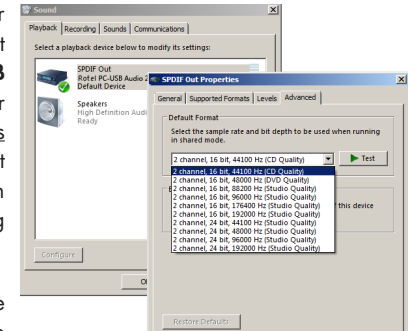 r
t
B
r
s
t
n
g
e
Sound
Playback Recording Sounds Communications
Select a playback device below to modify its settings:
SPDIF Out
Rotel PC-USB Audio 2
Default Device
Speakers
High Definition Audi
Ready
Configure
SPDIF Out Properties
General Supported Formats Levels Advanced
Default Format
Select the sample rate and bit depth to be used when running
in shared mode.
2 channel, 16 bit, 44100 Hz (CD Quality)
Test
2 channel, 16 bit, 44100 Hz (CD Quality)
2 channel, 16 bit, 48000 Hz (DVD Quality)
2 channel, 16 bit, 88200 Hz (Studio Quality)
2 channel, 16 bit, 96000 Hz (Studio Quality)
2 channel, 16 bit, 176400 Hz (Studio Quality)
2 channel, 16 bit, 192000 Hz (Studio Quality)
2 channel, 24 bit, 44100 Hz (Studio Quality)
2 channel, 24 bit, 48000 Hz (Studio Quality)
2 channel, 24 bit, 96000 Hz (Studio Quality)
2 channel, 24 bit, 192000 Hz (Studio Quality)
this device
Restore Defaults